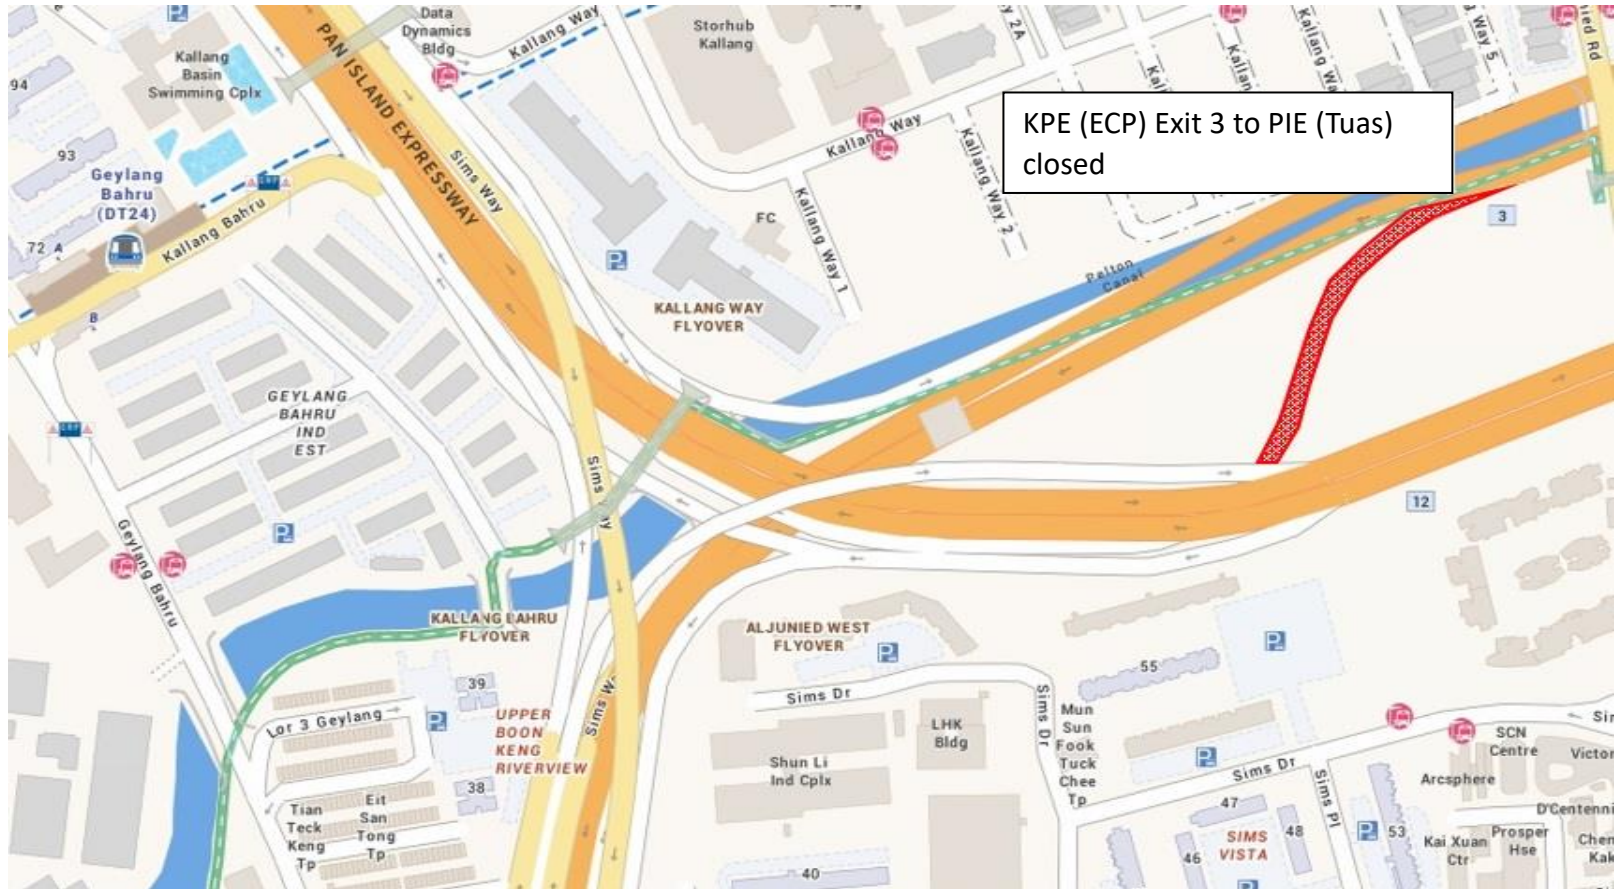 Data
Dynamics
Bldg
Kallang Way
Storhub
Kallang
Kallang
Basin
Swimming Cplx
PAN ISLAND EXPRESSWAY
Sims Way
94
93
72
Geylang
Bahru
(DT24)
A
B
Kallang Bahru
KPE (ECP) Exit 3 to PIE (Tuas)
closed
Kallang Way
Kallang Way 2
Kallang Way 1
FC
Way 5
3
Pelton
Canal
KALLANG WAY
FLYOVER
GEYLANG
BAHRU
IND
EST
12
Geylang Bahru
KALLANG BAHRU
FLYOVER
ALJUNIED WEST
FLYOVER
55
39
38
Lor 3 Geylang
UPPER
BOON
KENG
RIVERVIEW
Sims Dr
Sims Dr
LHK
Bldg
Shun Li
Ind Cplx
Mun
Sun
Fook
Tuck
Chee
Tp
Sims Dr
Sims Pl
SCN
Centre
Arcsphere
Tian
Teck
Keng
Tp
Eit
San
Tong
Tp
47
48
46
SIMS
VISTA
53
Kai Xuan
Ctr
Prosper
Hse
40